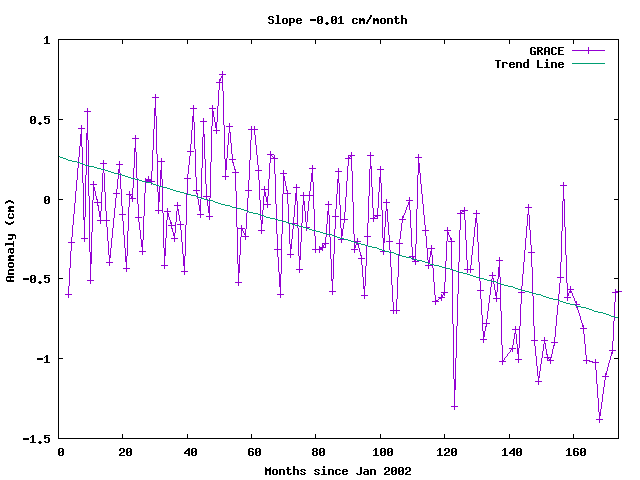 Slope -0.01 cm/month
GRACE
Trend Line
1
0.5
0
-0.5
-1
-1.5
Anomaly (cm)
0 20 40 60 80 100 120 140 160
Months since Jan 2002